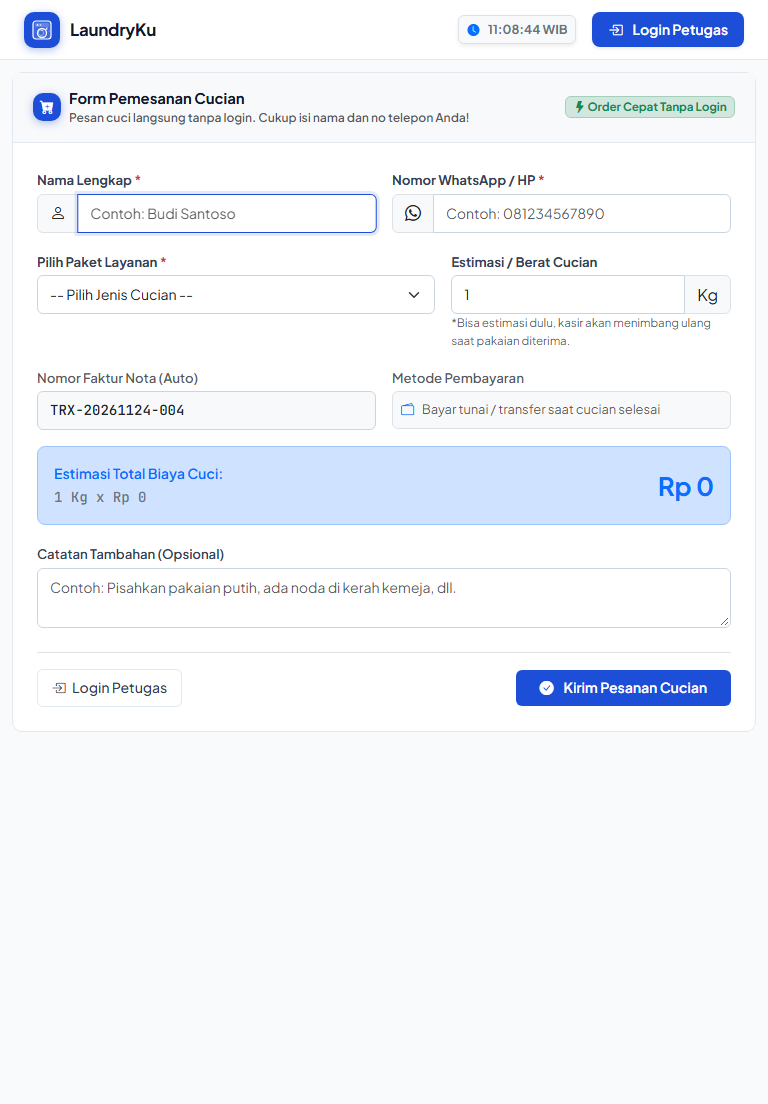 LaundryKu
11:08:44 WIB
Login Petugas
Form Pemesanan Cucian
Pesan cuci langsung tanpa login. Cukup isi nama dan no telepon Anda!
Order Cepat Tanpa Login
Nama Lengkap *
Nomor WhatsApp / HP *
Contoh: Budi Santoso
Contoh: 081234567890
Pilih Paket Layanan *
Estimasi / Berat Cucian
-- Pilih Jenis Cucian --
1
Kg
*Bisa estimasi dulu, kasir akan menimbang ulang
saat pakaian diterima.
Nomor Faktur Nota (Auto)
Metode Pembayaran
TRX-20261124-004
Bayar tunai / transfer saat cucian selesai
Estimasi Total Biaya Cuci:
1 Kg x Rp 0
Rp 0
Catatan Tambahan (Opsional)
Contoh: Pisahkan pakaian putih, ada noda di kerah kemeja, dll.
Login Petugas
Kirim Pesanan Cucian